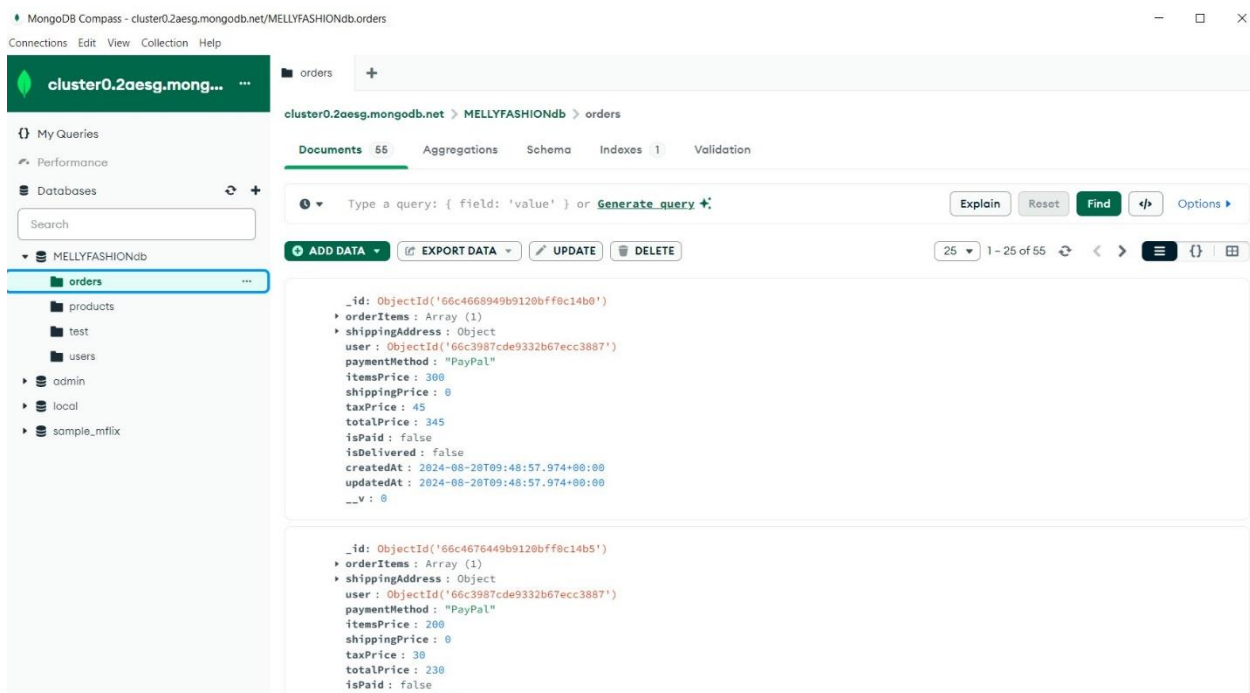 MongoDB Compass - cluster0.2aesg.mongodb.net/MELLYFASHIONdb.orders
Connections Edit View Collection Help
cluster0.2aesg.mong... ...
{} My Queries
Performance
Databases
Search
MELLYFASHIONdb
orders ...
products
test
users
admin
local
sample_mflix
orders +
cluster0.2aesg.mongodb.net > MELLYFASHIONdb > orders
Documents 55 Aggregations Schema Indexes 1 Validation
Type a query: { field: 'value' } or Generate query
Explain Reset Find </> Options
ADD DATA EXPORT DATA UPDATE DELETE
25 1 – 25 of 55 {}
_id: ObjectId('66c4668949b9120bff0c14b0')
orderItems : Array (1)
shippingAddress : Object
user : ObjectId('66c3987cde9332b67ecc3887')
paymentMethod : "PayPal"
itemsPrice : 300
shippingPrice : 0
taxPrice : 45
totalPrice : 345
isPaid : false
isDelivered : false
createdAt : 2024-08-20T09:48:57.974+00:00
updatedAt : 2024-08-20T09:48:57.974+00:00
__v : 0
_id: ObjectId('66c4676449b9120bff0c14b5')
orderItems : Array (1)
shippingAddress : Object
user : ObjectId('66c3987cde9332b67ecc3887')
paymentMethod : "PayPal"
itemsPrice : 200
shippingPrice : 0
taxPrice : 30
totalPrice : 230
isPaid : false